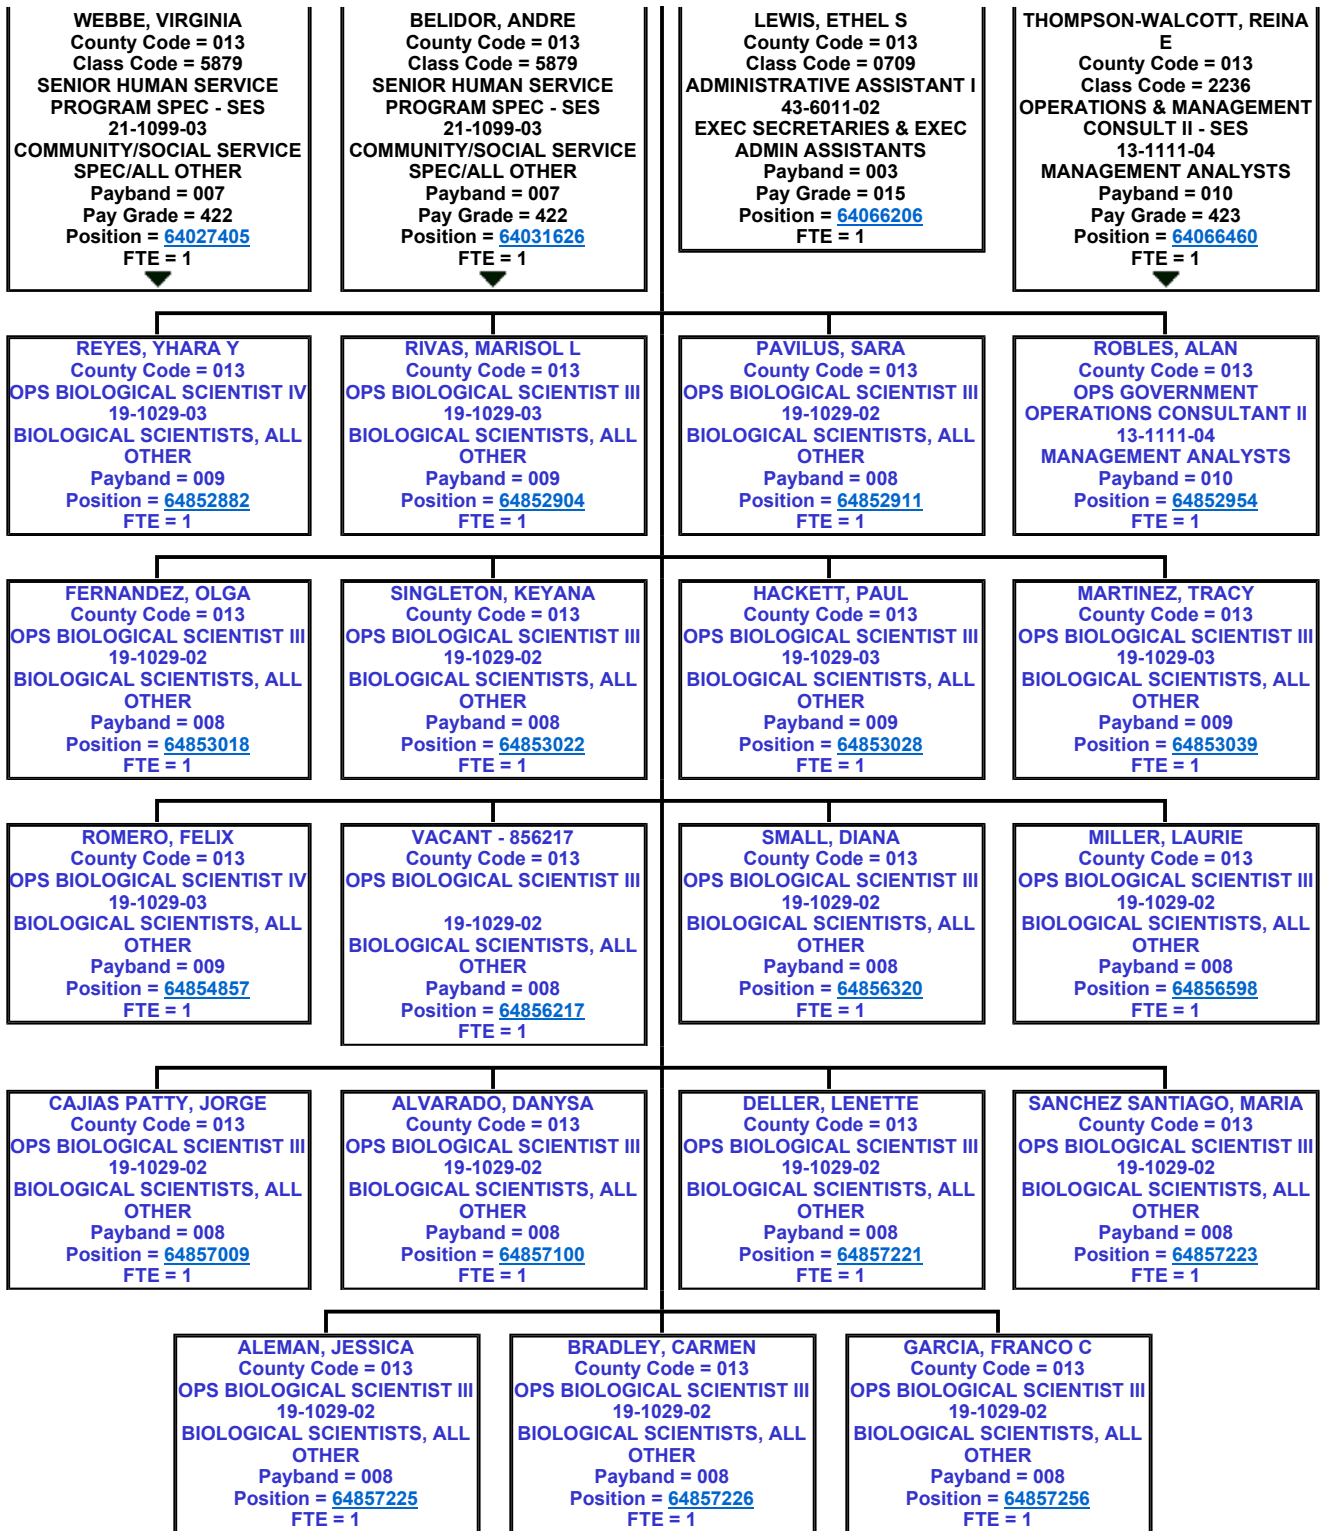 WEBBE, VIRGINIA
County Code = 013
Class Code = 5879
SENIOR HUMAN SERVICE
PROGRAM SPEC - SES
21-1099-03
COMMUNITY/SOCIAL SERVICE
SPEC/ALL OTHER
Payband = 007
Pay Grade = 422
Position = 64027405
FTE = 1
BELIDOR, ANDRE
County Code = 013
Class Code = 5879
SENIOR HUMAN SERVICE
PROGRAM SPEC - SES
21-1099-03
COMMUNITY/SOCIAL SERVICE
SPEC/ALL OTHER
Payband = 007
Pay Grade = 422
Position = 64031626
FTE = 1
LEWIS, ETHEL S
County Code = 013
Class Code = 0709
ADMINISTRATIVE ASSISTANT I
43-6011-02
EXEC SECRETARIES & EXEC
ADMIN ASSISTANTS
Payband = 003
Pay Grade = 015
Position = 64066206
FTE = 1
THOMPSON-WALCOTT, REINA
E
County Code = 013
Class Code = 2236
OPERATIONS & MANAGEMENT
CONSULT II - SES
13-1111-04
MANAGEMENT ANALYSTS
Payband = 010
Pay Grade = 423
Position = 64066460
FTE = 1
REYES, YHARA Y
County Code = 013
OPS BIOLOGICAL SCIENTIST IV
19-1029-03
BIOLOGICAL SCIENTISTS, ALL
OTHER
Payband = 009
Position = 64852882
FTE = 1
RIVAS, MARISOL L
County Code = 013
OPS BIOLOGICAL SCIENTIST III
19-1029-03
BIOLOGICAL SCIENTISTS, ALL
OTHER
Payband = 009
Position = 64852904
FTE = 1
PAVILUS, SARA
County Code = 013
OPS BIOLOGICAL SCIENTIST III
19-1029-02
BIOLOGICAL SCIENTISTS, ALL
OTHER
Payband = 008
Position = 64852911
FTE = 1
ROBLES, ALAN
County Code = 013
OPS GOVERNMENT
OPERATIONS CONSULTANT II
13-1111-04
MANAGEMENT ANALYSTS
Payband = 010
Position = 64852954
FTE = 1
FERNANDEZ, OLGA
County Code = 013
OPS BIOLOGICAL SCIENTIST III
19-1029-02
BIOLOGICAL SCIENTISTS, ALL
OTHER
Payband = 008
Position = 64853018
FTE = 1
SINGLETON, KEYANA
County Code = 013
OPS BIOLOGICAL SCIENTIST III
19-1029-02
BIOLOGICAL SCIENTISTS, ALL
OTHER
Payband = 008
Position = 64853022
FTE = 1
HACKETT, PAUL
County Code = 013
OPS BIOLOGICAL SCIENTIST III
19-1029-03
BIOLOGICAL SCIENTISTS, ALL
OTHER
Payband = 009
Position = 64853028
FTE = 1
MARTINEZ, TRACY
County Code = 013
OPS BIOLOGICAL SCIENTIST III
19-1029-03
BIOLOGICAL SCIENTISTS, ALL
OTHER
Payband = 009
Position = 64853039
FTE = 1
ROMERO, FELIX
County Code = 013
OPS BIOLOGICAL SCIENTIST IV
19-1029-03
BIOLOGICAL SCIENTISTS, ALL
OTHER
Payband = 009
Position = 64854857
FTE = 1
VACANT - 856217
County Code = 013
OPS BIOLOGICAL SCIENTIST III
19-1029-02
BIOLOGICAL SCIENTISTS, ALL
OTHER
Payband = 008
Position = 64856217
FTE = 1
SMALL, DIANA
County Code = 013
OPS BIOLOGICAL SCIENTIST III
19-1029-02
BIOLOGICAL SCIENTISTS, ALL
OTHER
Payband = 008
Position = 64856320
FTE = 1
MILLER, LAURIE
County Code = 013
OPS BIOLOGICAL SCIENTIST III
19-1029-02
BIOLOGICAL SCIENTISTS, ALL
OTHER
Payband = 008
Position = 64856598
FTE = 1
CAJIAS PATTY, JORGE
County Code = 013
OPS BIOLOGICAL SCIENTIST III
19-1029-02
BIOLOGICAL SCIENTISTS, ALL
OTHER
Payband = 008
Position = 64857009
FTE = 1
ALVARADO, DANYSA
County Code = 013
OPS BIOLOGICAL SCIENTIST III
19-1029-02
BIOLOGICAL SCIENTISTS, ALL
OTHER
Payband = 008
Position = 64857100
FTE = 1
DELLER, LENETTE
County Code = 013
OPS BIOLOGICAL SCIENTIST III
19-1029-02
BIOLOGICAL SCIENTISTS, ALL
OTHER
Payband = 008
Position = 64857221
FTE = 1
SANCHEZ SANTIAGO, MARIA
County Code = 013
OPS BIOLOGICAL SCIENTIST III
19-1029-02
BIOLOGICAL SCIENTISTS, ALL
OTHER
Payband = 008
Position = 64857223
FTE = 1
ALEMAN, JESSICA
County Code = 013
OPS BIOLOGICAL SCIENTIST III
19-1029-02
BIOLOGICAL SCIENTISTS, ALL
OTHER
Payband = 008
Position = 64857225
FTE = 1
BRADLEY, CARMEN
County Code = 013
OPS BIOLOGICAL SCIENTIST III
19-1029-02
BIOLOGICAL SCIENTISTS, ALL
OTHER
Payband = 008
Position = 64857226
FTE = 1
GARCIA, FRANCO C
County Code = 013
OPS BIOLOGICAL SCIENTIST III
19-1029-02
BIOLOGICAL SCIENTISTS, ALL
OTHER
Payband = 008
Position = 64857256
FTE = 1